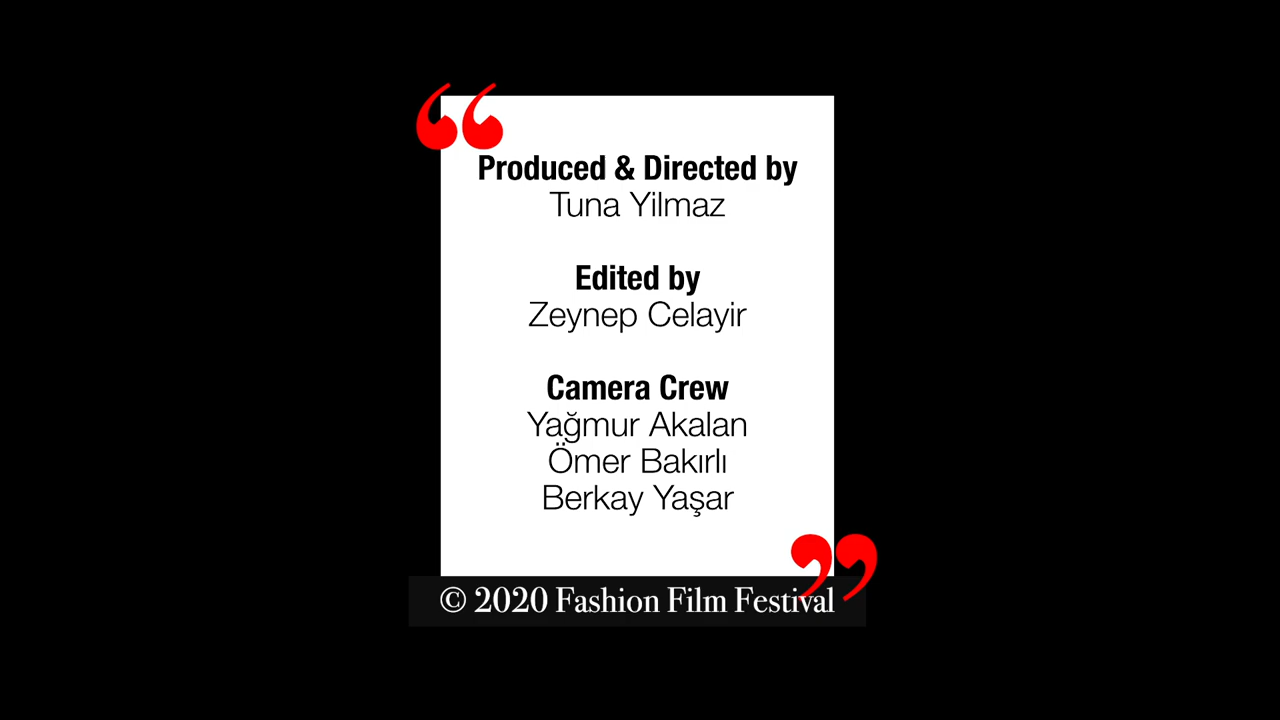 Produced & Directed by
Tuna Yilmaz
Edited by
Zeynep Celayir
Camera Crew
Yağmur Akalan
Ömer Bakırlı
Berkay Yaşar
© 2020 Fashion Film Festival